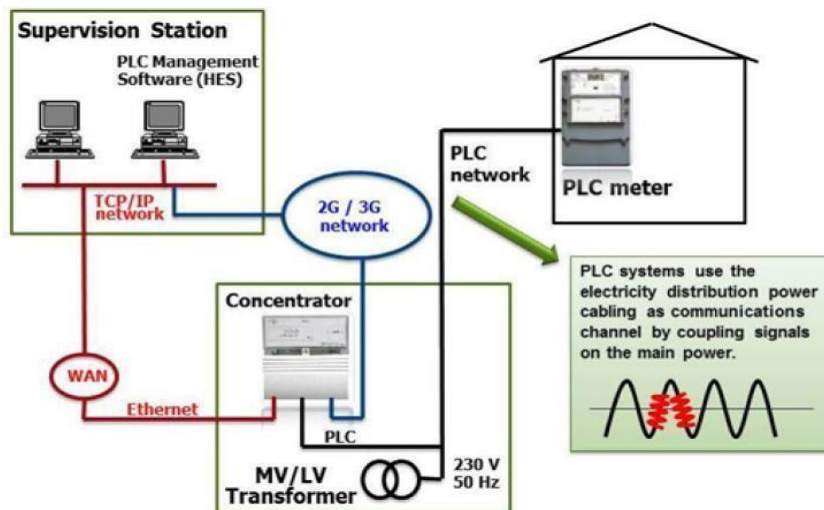 Supervision Station
PLC Management
Software (HES)
TCP/IP
network
2G / 3G
network
PLC
network
PLC meter
PLC systems use the
electricity distribution power
cabling as communications
channel by coupling signals
on the main power.
Concentrator
WAN
Ethernet
PLC
MV/LV
Transformer
230 V
50 Hz